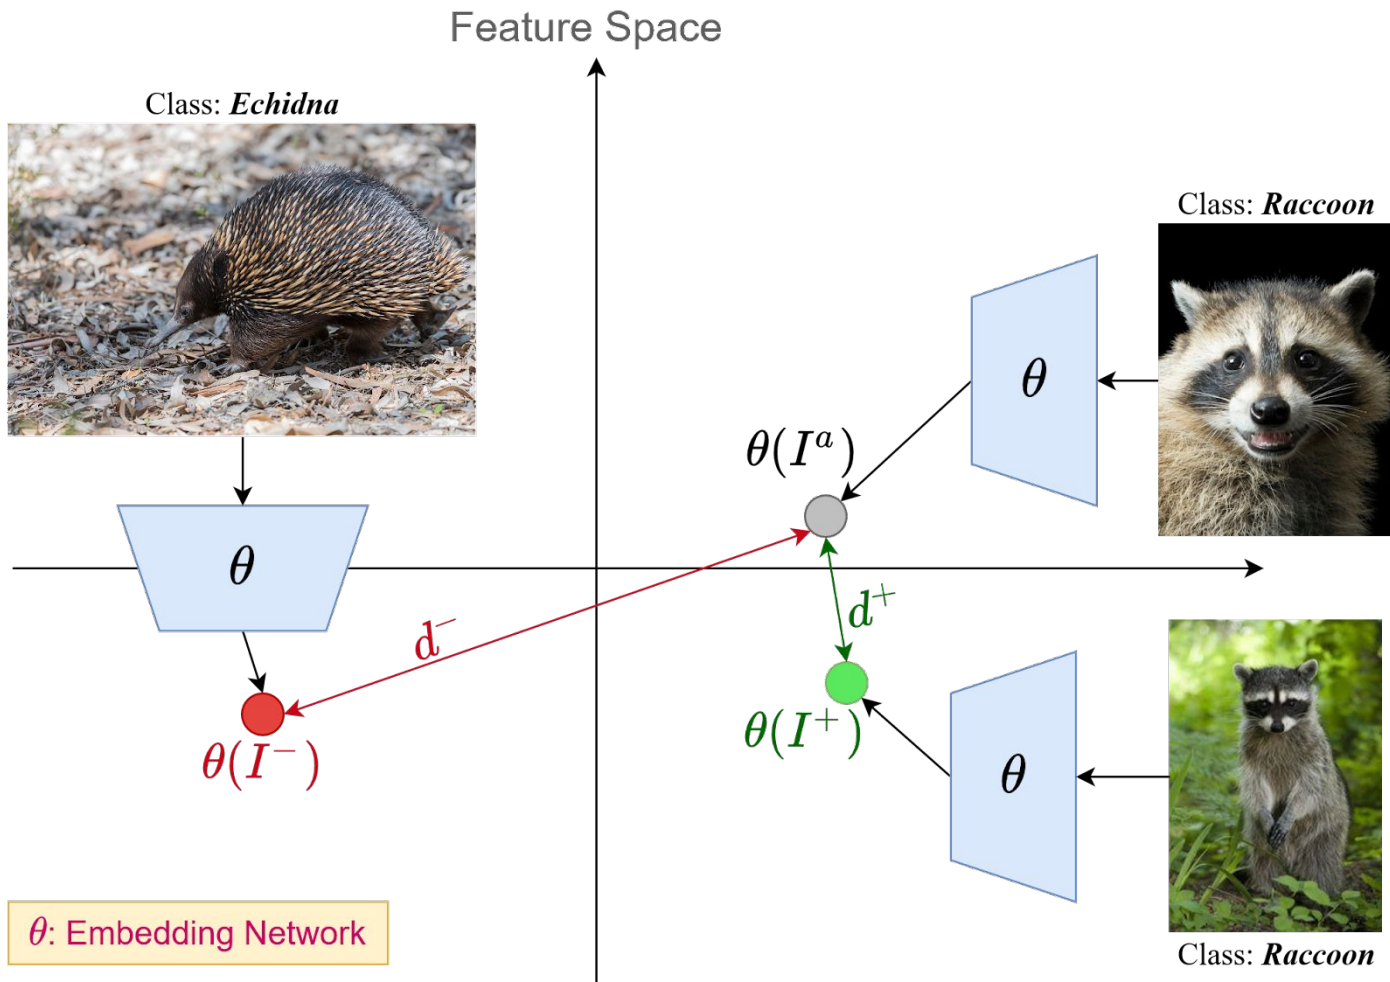 Feature Space
Class: Echidna
Class: Raccoon
θ
θ(Iᵃ)
θ
d⁻
d⁺
θ(I⁻)
θ(I⁺)
θ
θ: Embedding Network
Class: Raccoon